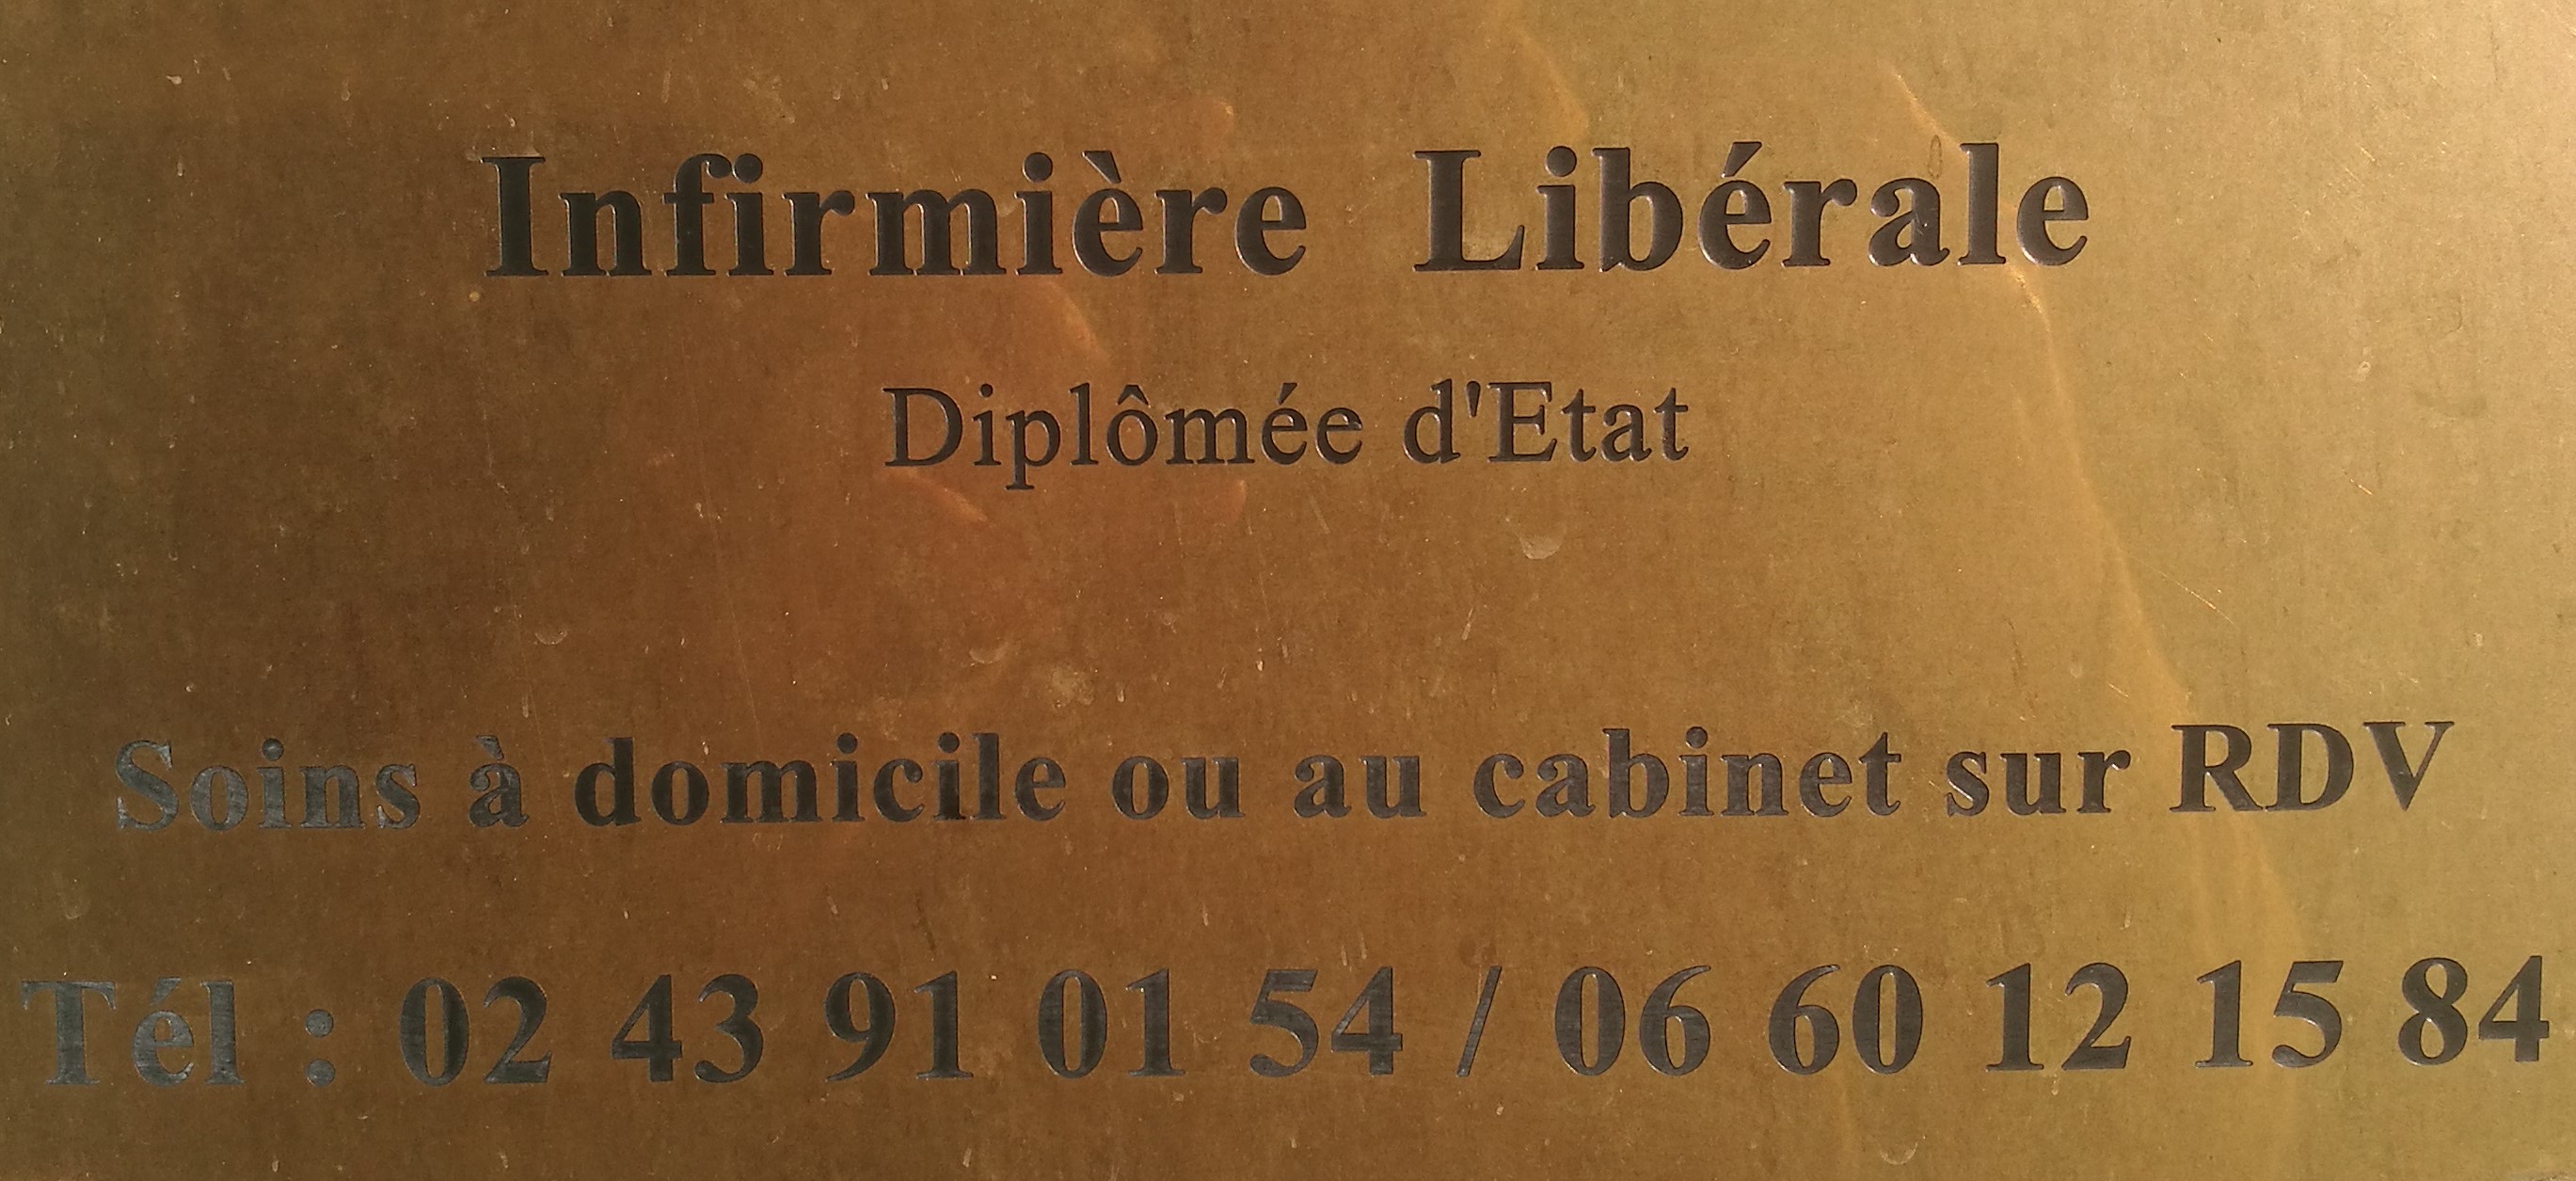 Infirmière Libérale
Diplômée d'Etat
Soins à domicile ou au cabinet sur RDV
Tél : 02 43 91 01 54 / 06 60 12 15 84